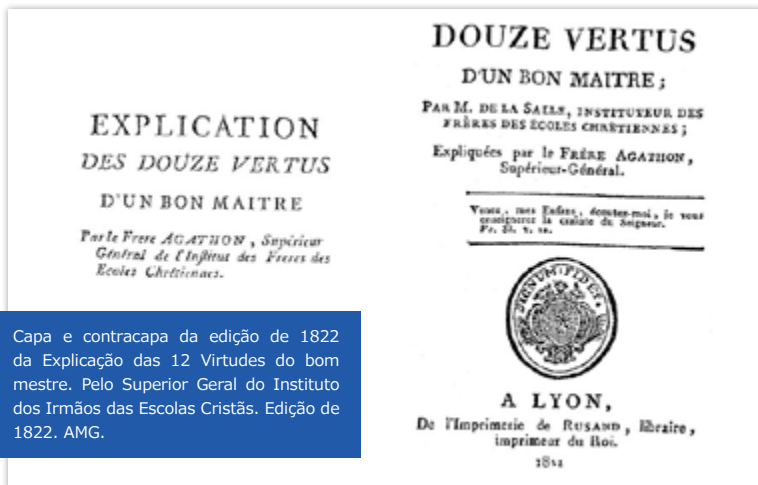 EXPLICATION
DES DOUZE VERTUS
D'UN BON MAITRE
Par le Frere AGATHON, Supérieur
Général de l'Institut des Freres des
Ecoles Chrétiennes.
Capa e contracapa da edição de 1822
da Explicação das 12 Virtudes do bom
mestre. Pelo Superior Geral do Instituto
dos Irmãos das Escolas Cristãs. Edição de
1822. AMG.
DOUZE VERTUS
D'UN BON MAITRE;
PAR M. DE LA SALLE, INSTITUTEUR DES
FRÈRES DES ÉCOLES CHRÉTIENNES;
Expliquées par le FRÈRE AGATHON,
Supérieur-Général.
Venez, mes Enfans, écoutez-moi, je vous
enseignerai la crainte du Seigneur.
Ps.
SIGNUM FIDEI
A LYON,
De l'Imprimerie de RUSAND, libraire,
imprimeur du Roi.